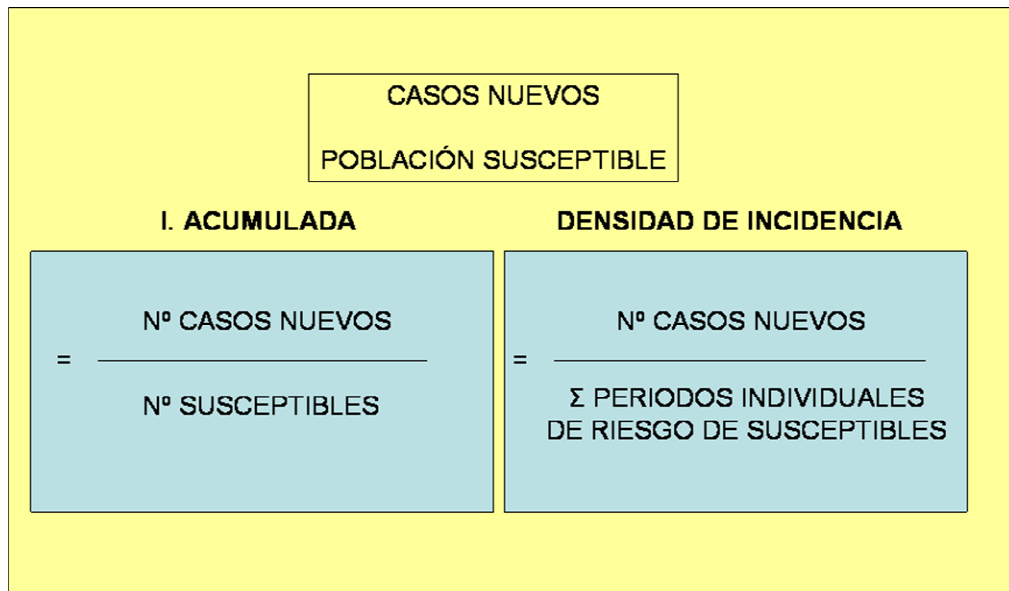 CASOS NUEVOS
POBLACIÓN SUSCEPTIBLE
I. ACUMULADA
DENSIDAD DE INCIDENCIA
Nº CASOS NUEVOS
=
Nº SUSCEPTIBLES
Nº CASOS NUEVOS
=
Σ PERIODOS INDIVIDUALES
DE RIESGO DE SUSCEPTIBLES